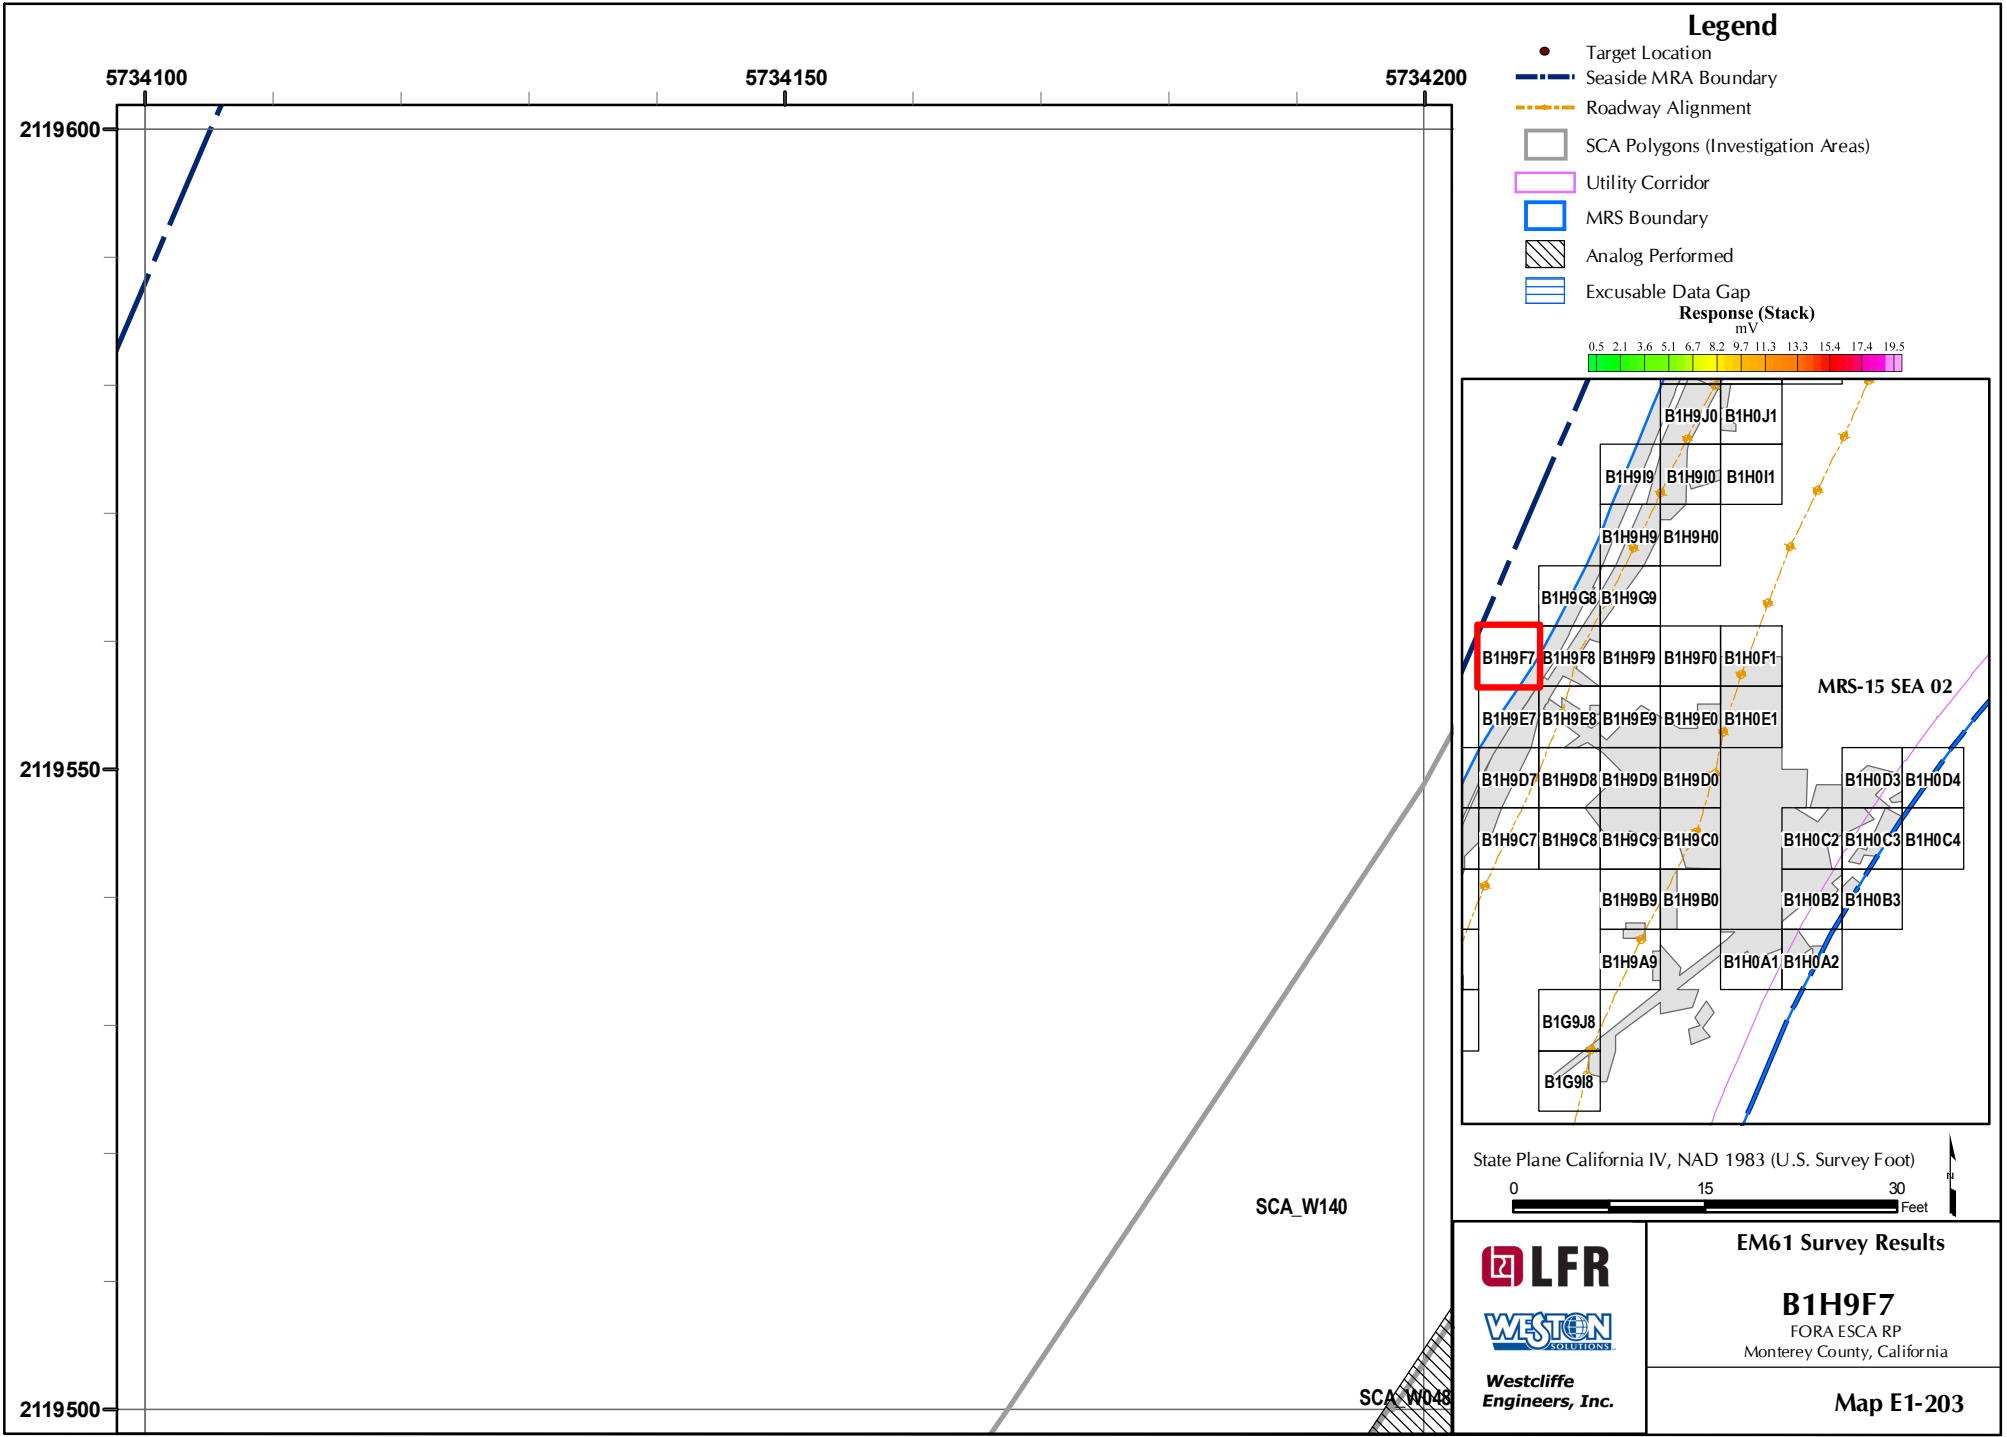 5734100
5734150
5734200
2119600
2119550
2119500
SCA_W140
SCA_W048
Legend
Target Location
Seaside MRA Boundary
Roadway Alignment
SCA Polygons (Investigation Areas)
Utility Corridor
MRS Boundary
Analog Performed
Excusable Data Gap
Response (Stack)
mV
0.5 2.1 3.6 5.1 6.7 8.2 9.7 11.3 13.3 15.4 17.4 19.5
B1H9J0 B1H0J1
B1H9I9 B1H9I0 B1H0I1
B1H9H9 B1H9H0
B1H9G8 B1H9G9
B1H9F7 B1H9F8 B1H9F9 B1H9F0 B1H0F1
MRS-15 SEA 02
B1H9E7 B1H9E8 B1H9E9 B1H9E0 B1H0E1
B1H9D7 B1H9D8 B1H9D9 B1H9D0 B1H0D3 B1H0D4
B1H9C7 B1H9C8 B1H9C9 B1H9C0 B1H0C2 B1H0C3 B1H0C4
B1H9B9 B1H9B0 B1H0B2 B1H0B3
B1H9A9 B1H0A1 B1H0A2
B1G9J8
B1G9I8
State Plane California IV, NAD 1983 (U.S. Survey Foot)
0 15 30
Feet
N
LFR
WESTON
SOLUTIONS
Westcliffe
Engineers, Inc.
EM61 Survey Results
B1H9F7
FORA ESCA RP
Monterey County, California
Map E1-203